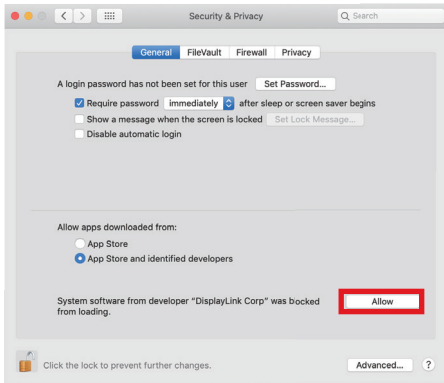 Security & Privacy
Search
General FileVault Firewall Privacy
A login password has not been set for this user Set Password...
Require password immediately after sleep or screen saver begins
Show a message when the screen is locked Set Lock Message...
Disable automatic login
Allow apps downloaded from:
App Store
App Store and identified developers
System software from developer “DisplayLink Corp” was bocked
from loading.
Allow
Click the lock to prevent further changes.
Advanced... ?